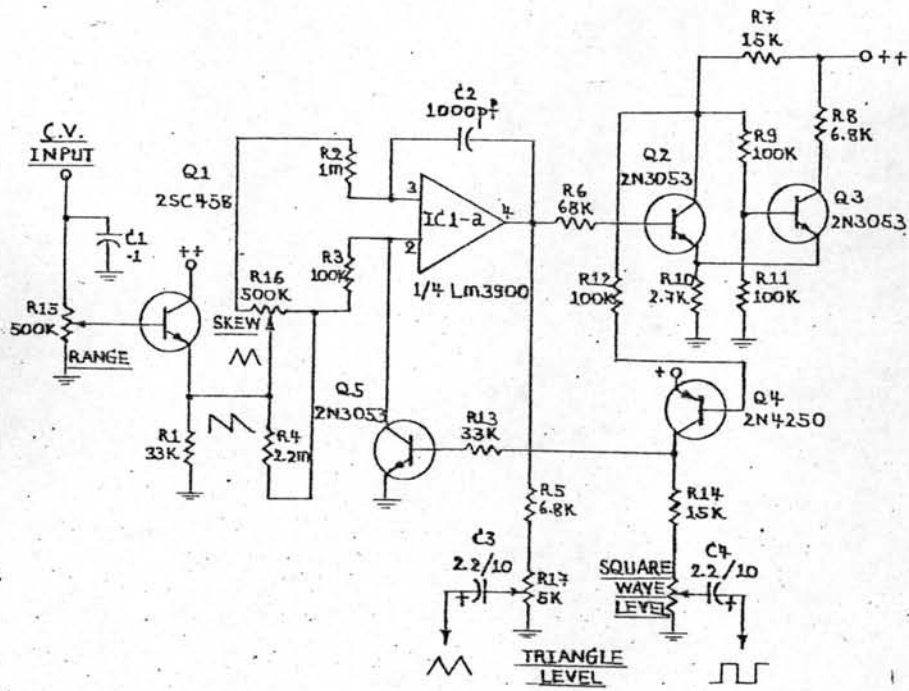 C.V.
INPUT
C1
.1
R15
500K
RANGE
Q1
2SC458
++
R1
33K
R16
500K
SKEW
R4
2.2m
R2
1m
R3
100K
C2
1000pf
3
2
4
IC1-a
1/4 Lm3900
Q5
2N3053
R13
33K
R6
68K
Q2
2N3053
R7
15K
++
R8
6.8K
R9
100K
Q3
2N3053
R12
100K
R10
2.7K
R11
100K
+
Q4
2N4250
R5
6.8K
R14
15K
C3
2.2/10
+
R17
5K
SQUARE
WAVE
LEVEL
C4
2.2/10
+
TRIANGLE
LEVEL